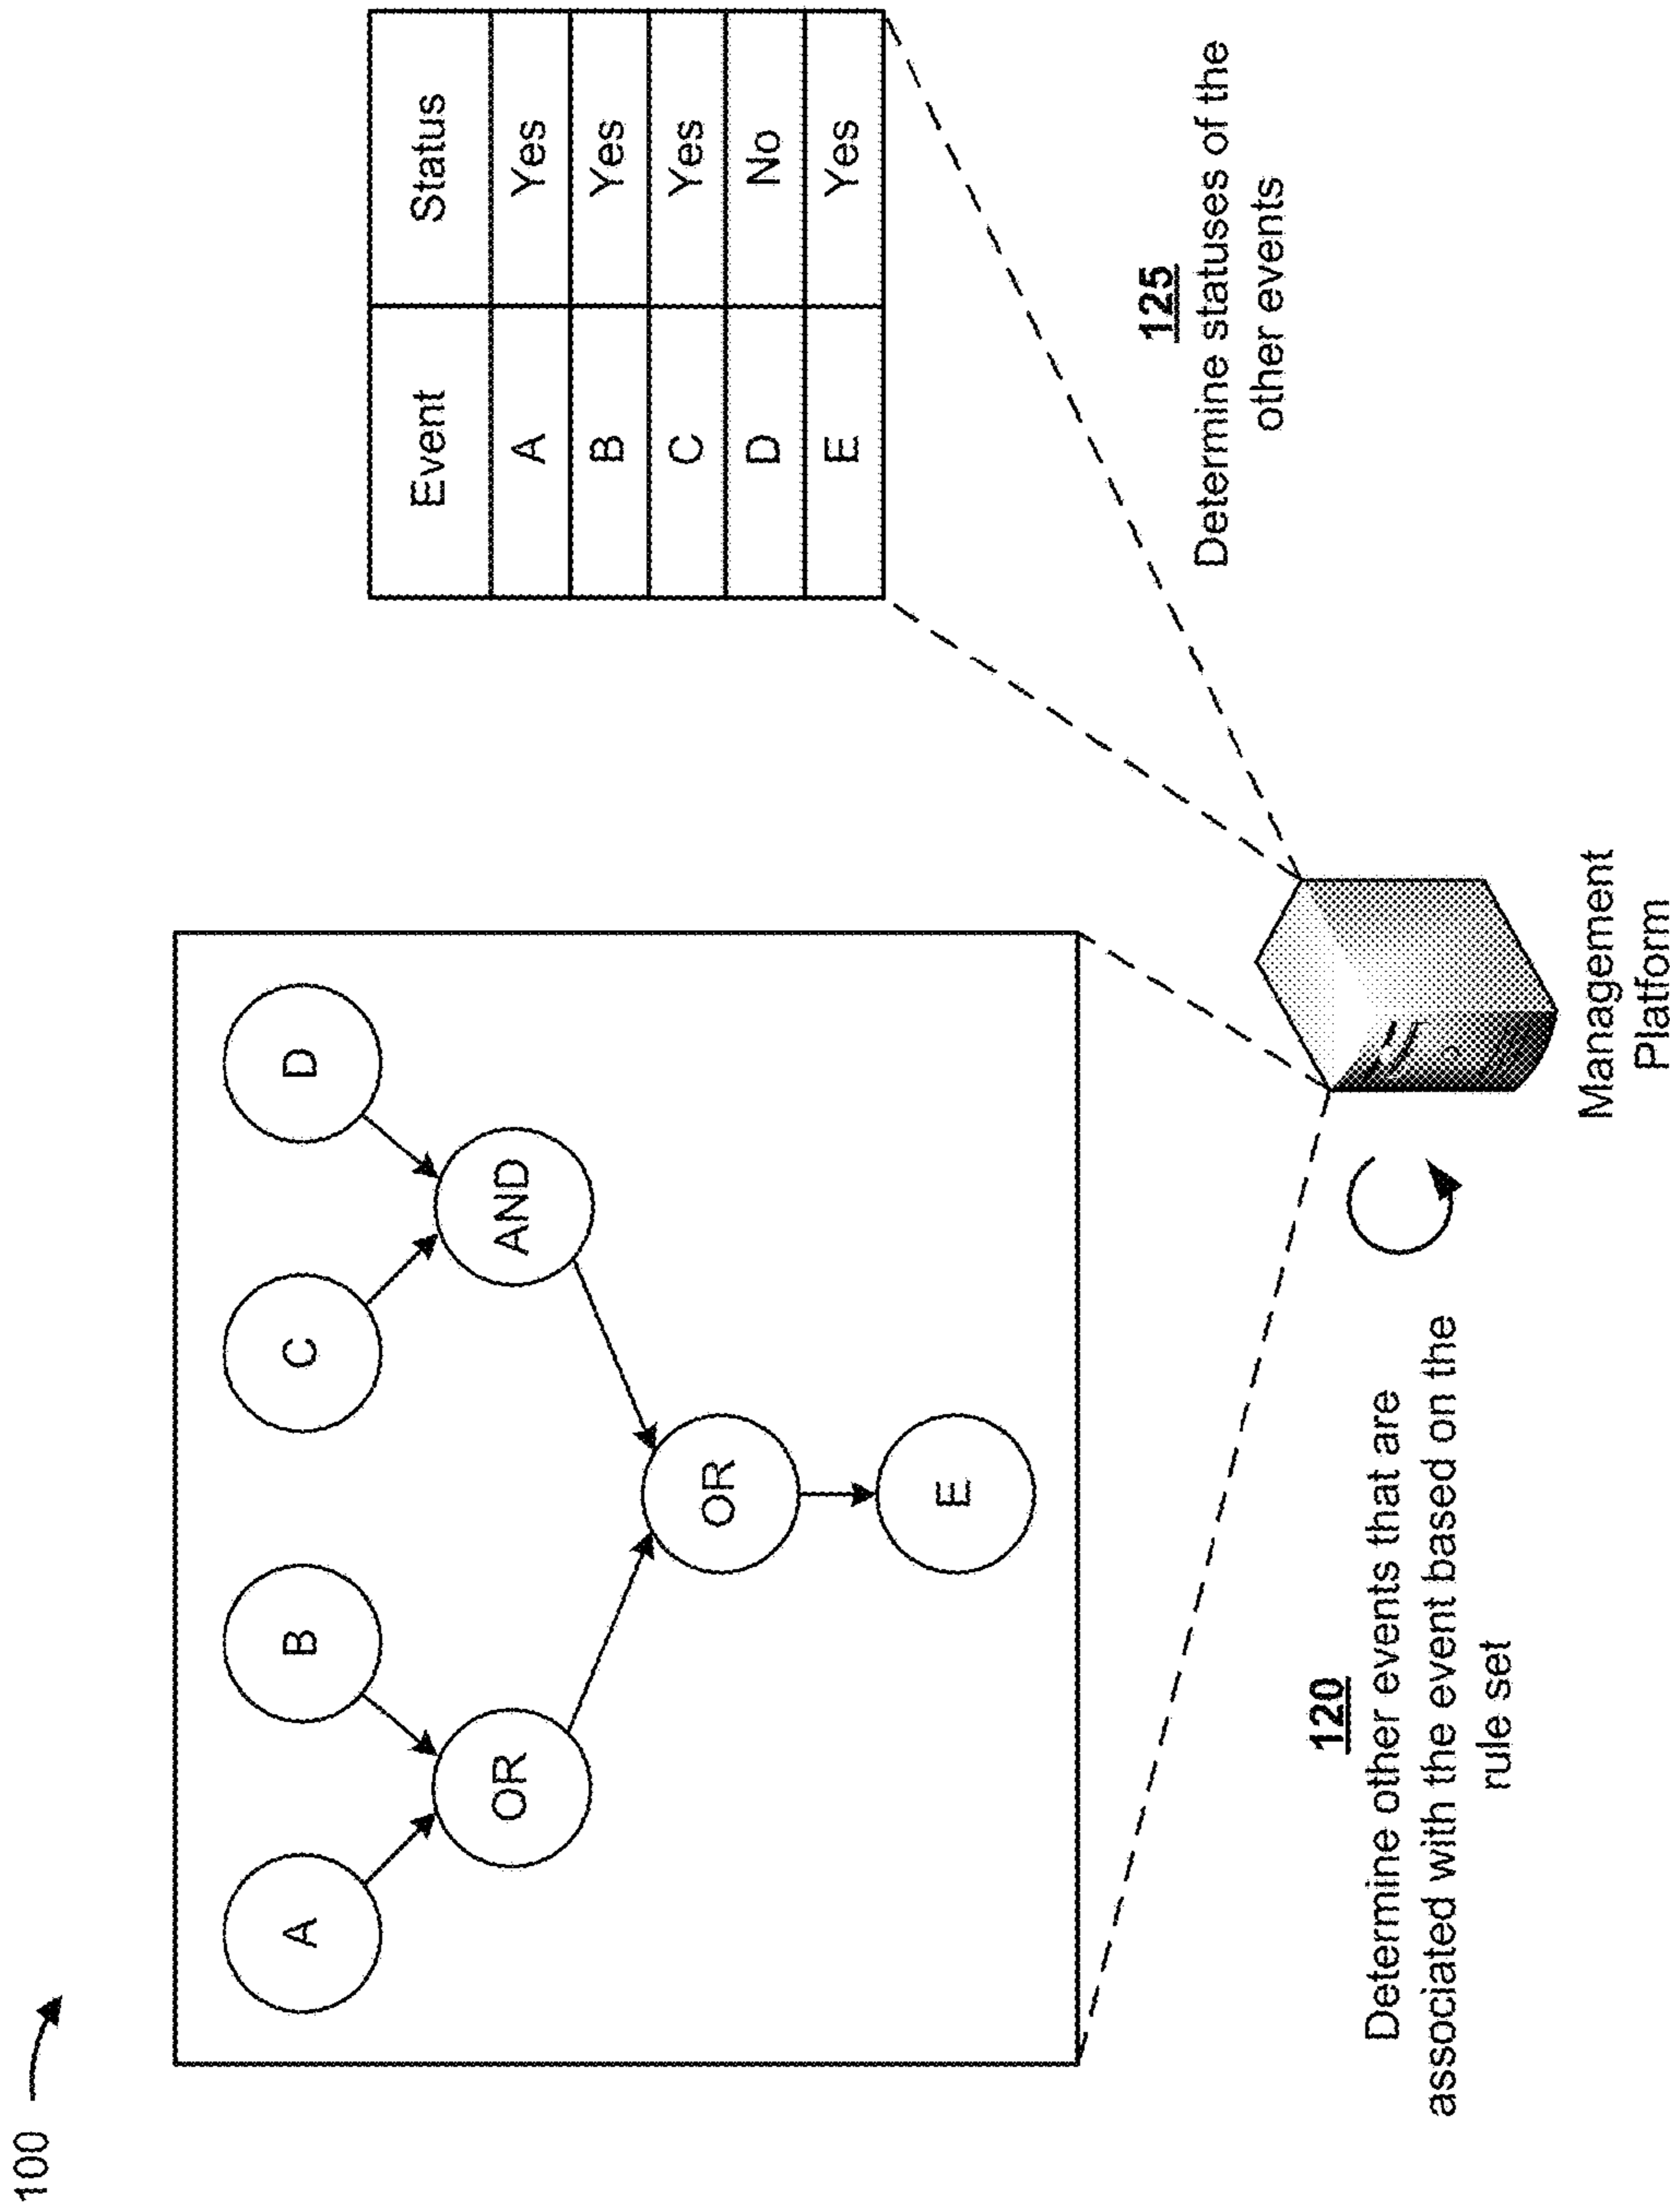 100
A
B
C
D
OR
AND
OR
E
Event Status
A Yes
B Yes
C Yes
D No
E Yes
120
Determine other events that are
associated with the event based on the
rule set
Management
Platform
125
Determine statuses of the
other events